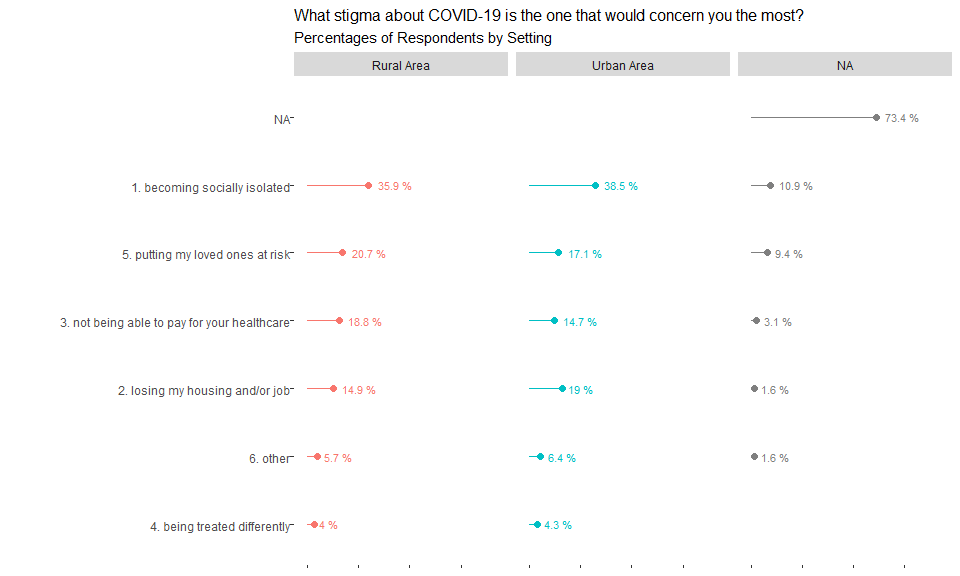 What stigma about COVID-19 is the one that would concern you the most?
Percentages of Respondents by Setting
Rural Area Urban Area NA
NA 73.4 %
1. becoming socially isolated 35.9 % 38.5 % 10.9 %
5. putting my loved ones at risk 20.7 % 17.1 % 9.4 %
3. not being able to pay for your healthcare 18.8 % 14.7 % 3.1 %
2. losing my housing and/or job 14.9 % 19 % 1.6 %
6. other 5.7 % 6.4 % 1.6 %
4. being treated differently 4 % 4.3 %